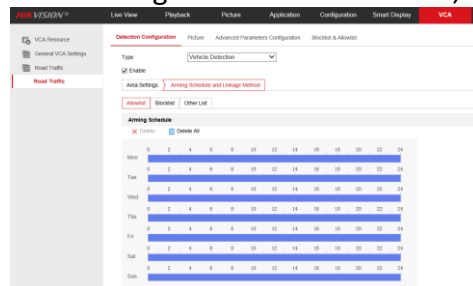 HIKVISION®
Live View Playback Picture Application Configuration Smart Display VCA
VCA Resource
General VCA Settings
Road Traffic
Road Traffic
Detection Configuration Picture Advanced Parameters Configuration Blocklist & Allowlist
Type Vehicle Detection
Enable
Area Settings Arming Schedule and Linkage Method
Allowlist Blocklist Other List
Arming Schedule
Delete Delete All
0 2 4 6 8 10 12 14 16 18 20 22 24
Mon
0 2 4 6 8 10 12 14 16 18 20 22 24
Tue
0 2 4 6 8 10 12 14 16 18 20 22 24
Wed
0 2 4 6 8 10 12 14 16 18 20 22 24
Thu
0 2 4 6 8 10 12 14 16 18 20 22 24
Fri
0 2 4 6 8 10 12 14 16 18 20 22 24
Sat
0 2 4 6 8 10 12 14 16 18 20 22 24
Sun